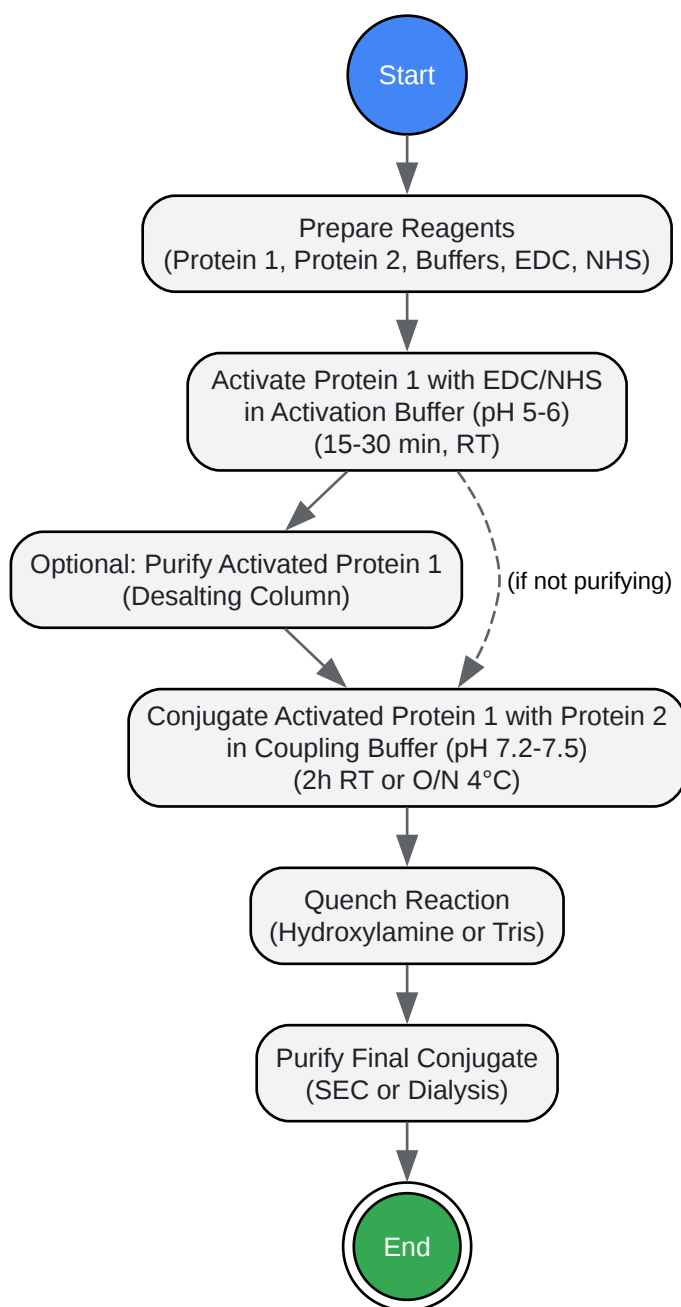 Start
Prepare Reagents
(Protein 1, Protein 2, Buffers, EDC, NHS)
Activate Protein 1 with EDC/NHS
in Activation Buffer (pH 5-6)
(15-30 min, RT)
Optional: Purify Activated Protein 1
(Desalting Column)
(if not purifying)
Conjugate Activated Protein 1 with Protein 2
in Coupling Buffer (pH 7.2-7.5)
(2h RT or O/N 4°C)
Quench Reaction
(Hydroxylamine or Tris)
Purify Final Conjugate
(SEC or Dialysis)
End